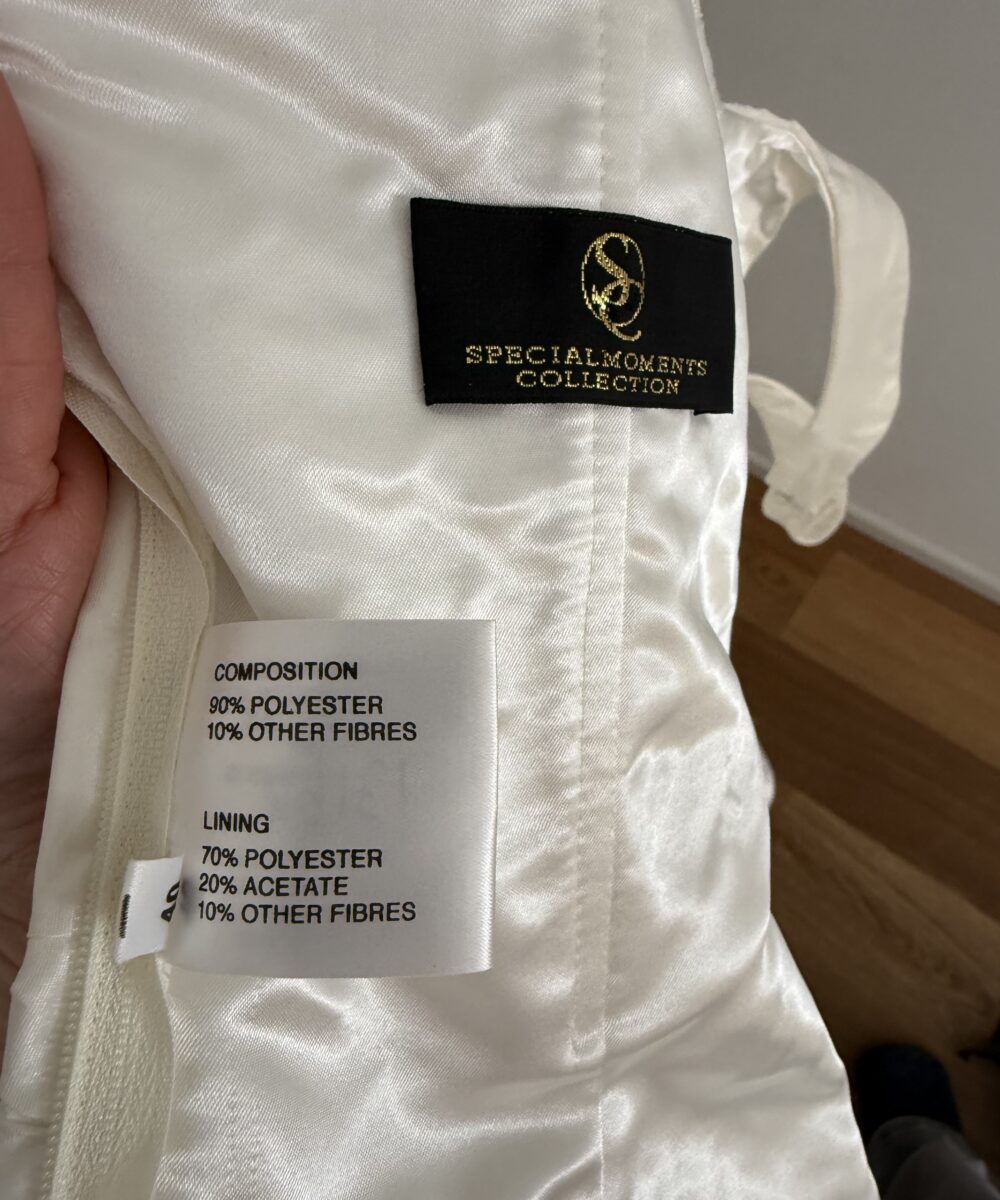 SPECIALMOMENTS
COLLECTION
COMPOSITION
90% POLYESTER
10% OTHER FIBRES
LINING
70% POLYESTER
20% ACETATE
10% OTHER FIBRES